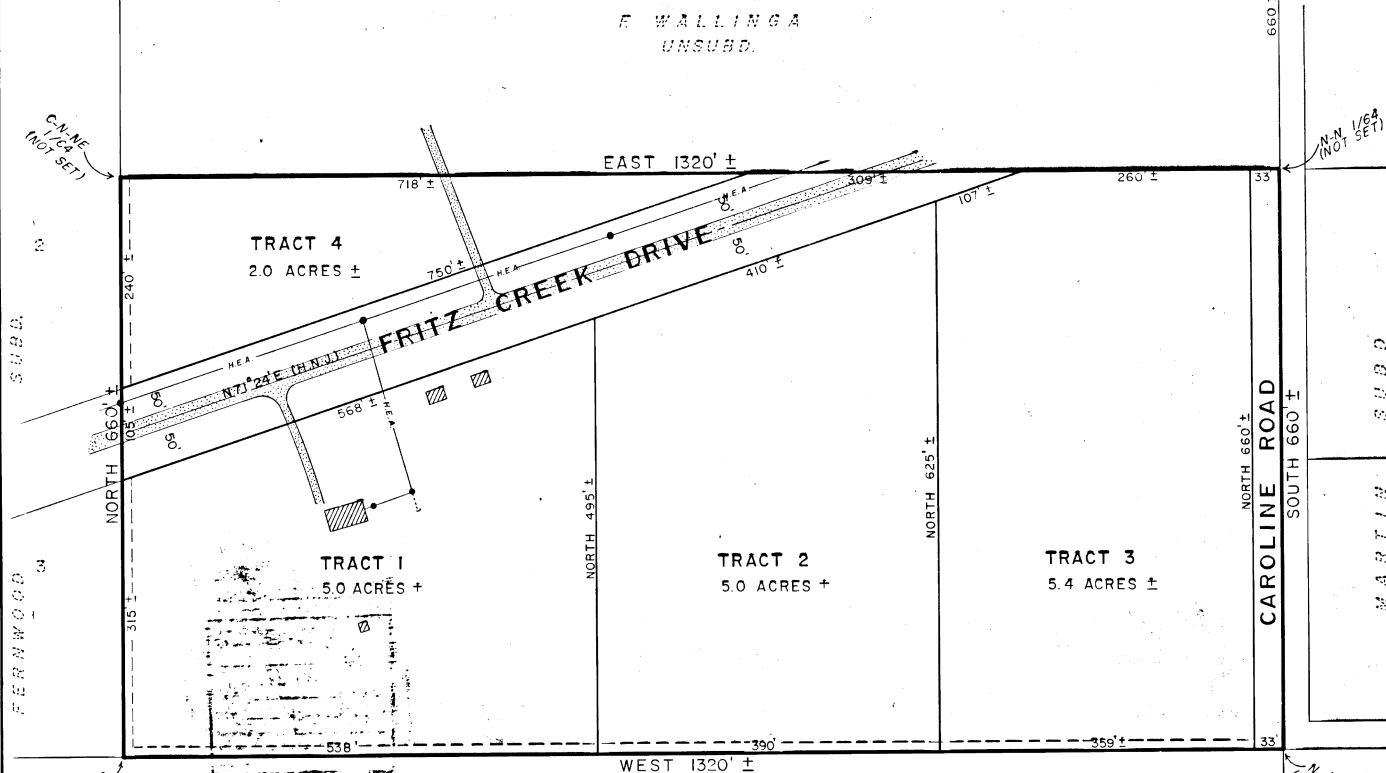 F WALLINGA
UNSUBD.
660'
C-N-NE
1/64
(NOT SET)
N-N 1/64
(NOT SET)
EAST 1320' ±
718' ±
309' ±
260' ±
33'
H.E.A.
50'
107' ±
TRACT 4
2.0 ACRES ±
240' ±
750' ±
H.E.A.
FRITZ CREEK DRIVE
50'
410' ±
2
SUBD.
H.E.A.
N 71° 24' E (H.N.J.)
50'
105' ±
50'
568' ±
H.E.A.
NORTH 660' ±
NORTH 495' ±
NORTH 625' ±
NORTH 660' ±
CAROLINE ROAD
SOUTH 660' ±
MARTIN SUBD
FERNWOOD
3
315' ±
TRACT 1
5.0 ACRES +
TRACT 2
5.0 ACRES +
TRACT 3
5.4 ACRES ±
538'
390'
359' ±
33'
WEST 1320' ±